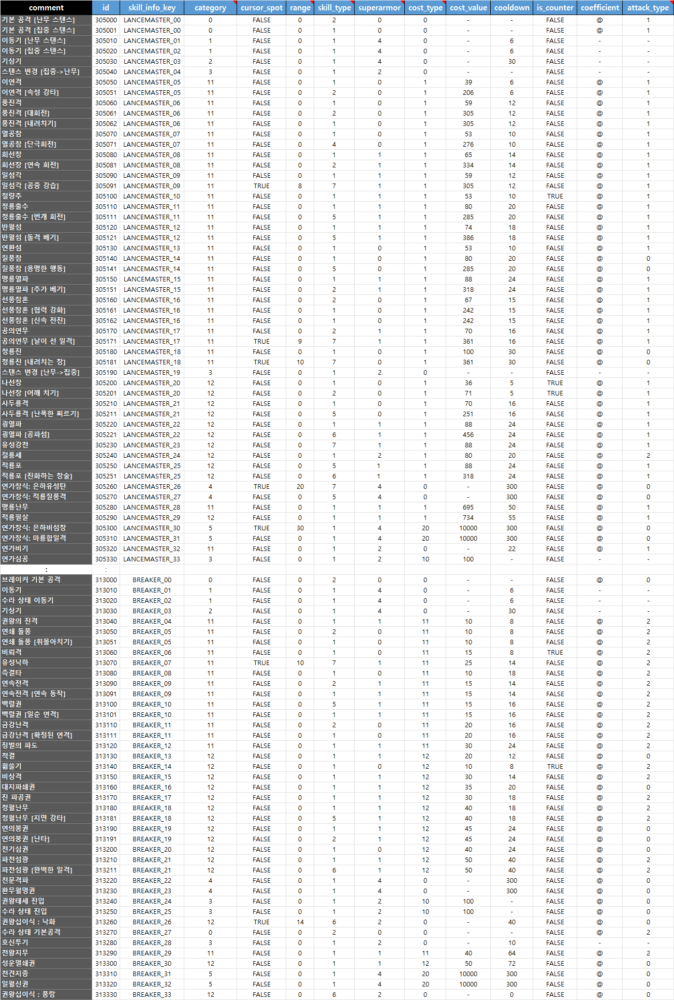 comment id skill_info_key category cursor_spot range skill_type superarmor cost_type cost_value cooldown is_counter coefficient attack_type
기본 공격 [난무 스탠스] 305000 LANCEMASTER_00 0 FALSE 0 2 0 0 - - FALSE @ 1
기본 공격 [집중 스탠스] 305001 LANCEMASTER_00 0 FALSE 0 1 0 0 - - FALSE @ 1
이동기 [난무 스탠스] 305010 LANCEMASTER_01 1 FALSE 0 1 4 0 - 6 FALSE - -
이동기 [집중 스탠스] 305020 LANCEMASTER_02 1 FALSE 0 1 4 0 - 6 FALSE - -
기상기 305030 LANCEMASTER_03 2 FALSE 0 1 4 0 - 30 FALSE - -
스탠스 변경 [집중->난무] 305040 LANCEMASTER_04 3 FALSE 0 1 2 0 - - FALSE - -
이연격 305050 LANCEMASTER_05 11 FALSE 0 1 0 1 39 6 FALSE @ 1
이연격 [속성 강타] 305051 LANCEMASTER_05 11 FALSE 0 2 0 1 206 6 FALSE @ 1
풍진격 305060 LANCEMASTER_06 11 FALSE 0 1 0 1 59 12 FALSE @ 1
풍진격 [대회전] 305061 LANCEMASTER_06 11 FALSE 0 2 0 1 305 12 FALSE @ 1
풍진격 [내려치기] 305062 LANCEMASTER_06 11 FALSE 0 1 0 1 305 12 FALSE @ 1
열공참 305070 LANCEMASTER_07 11 FALSE 0 1 0 1 53 10 FALSE @ 1
열공참 [단극회전] 305071 LANCEMASTER_07 11 FALSE 0 4 0 1 276 10 FALSE @ 1
회선창 305080 LANCEMASTER_08 11 FALSE 0 1 1 1 65 14 FALSE @ 1
회선창 [연속 회전] 305081 LANCEMASTER_08 11 FALSE 0 2 1 1 334 14 FALSE @ 1
일섬각 305090 LANCEMASTER_09 11 FALSE 0 1 1 1 59 12 FALSE @ 1
일섬각 [공중 강습] 305091 LANCEMASTER_09 11 TRUE 8 7 1 1 305 12 FALSE @ 1
철량추 305100 LANCEMASTER_10 11 FALSE 0 1 1 1 53 10 TRUE @ 1
청룡출수 305110 LANCEMASTER_11 11 FALSE 0 1 1 1 80 20 FALSE @ 1
청룡출수 [번개 회전] 305111 LANCEMASTER_11 11 FALSE 0 5 1 1 285 20 FALSE @ 1
반월섬 305120 LANCEMASTER_12 11 FALSE 0 1 1 1 74 18 FALSE @ 1
반월섬 [돌격 베기] 305121 LANCEMASTER_12 11 FALSE 0 5 1 1 386 18 FALSE @ 1
연환섬 305130 LANCEMASTER_13 11 FALSE 0 1 0 1 53 10 FALSE @ 1
질풍참 305140 LANCEMASTER_14 11 FALSE 0 1 0 1 80 20 FALSE @ 0
질풍참 [용맹한 행동] 305141 LANCEMASTER_14 11 FALSE 0 5 0 1 285 20 FALSE @ 0
맹룡열파 305150 LANCEMASTER_15 11 FALSE 0 1 1 1 88 24 FALSE @ 1
맹룡열파 [추가 베기] 305151 LANCEMASTER_15 11 FALSE 0 2 1 1 318 24 FALSE @ 1
선풍참혼 305160 LANCEMASTER_16 11 FALSE 0 2 0 1 67 15 FALSE @ 1
선풍참혼 [협력 강화] 305161 LANCEMASTER_16 11 FALSE 0 1 0 1 242 15 FALSE @ 1
선풍참혼 [신속 전진] 305162 LANCEMASTER_16 11 FALSE 0 1 0 1 242 15 FALSE @ 1
공의연무 305170 LANCEMASTER_17 11 FALSE 0 2 1 1 70 16 FALSE @ 1
공의연무 [날이 선 일격] 305171 LANCEMASTER_17 11 TRUE 9 7 1 1 361 16 FALSE @ 1
청룡진 305180 LANCEMASTER_18 11 FALSE 0 1 0 1 100 30 FALSE @ 0
청룡진 [내려치는 창] 305181 LANCEMASTER_18 11 TRUE 10 7 0 1 361 30 FALSE @ 0
스탠스 변경 [난무->집중] 305190 LANCEMASTER_19 3 FALSE 0 1 2 0 - - FALSE - -
나선창 305200 LANCEMASTER_20 12 FALSE 0 1 0 1 36 5 TRUE @ 1
나선창 [어깨 치기] 305201 LANCEMASTER_20 12 FALSE 0 2 0 1 71 5 TRUE @ 1
사두룡격 305210 LANCEMASTER_21 12 FALSE 0 1 0 1 70 16 FALSE @ 1
사두룡격 [난폭한 찌르기] 305211 LANCEMASTER_21 12 FALSE 0 5 0 1 251 16 FALSE @ 1
굉열파 305220 LANCEMASTER_22 12 FALSE 0 1 1 1 88 24 FALSE @ 1
굉열파 [공파섬] 305221 LANCEMASTER_22 12 FALSE 0 6 1 1 456 24 FALSE @ 1
유성강천 305230 LANCEMASTER_23 12 FALSE 0 7 1 1 88 24 FALSE @ 1
절룡세 305240 LANCEMASTER_24 12 FALSE 0 1 2 1 80 20 FALSE @ 2
적룡포 305250 LANCEMASTER_25 12 FALSE 0 5 1 1 88 24 FALSE @ 1
적룡포 [진화하는 창술] 305251 LANCEMASTER_25 12 FALSE 0 6 1 1 318 24 FALSE @ 1
연가창식: 은하유성탄 305260 LANCEMASTER_26 4 TRUE 20 7 4 0 - 300 FALSE @ 0
연가창식: 적룡질풍격 305270 LANCEMASTER_27 4 FALSE 0 5 4 0 - 300 FALSE @ 0
맹룡난무 305280 LANCEMASTER_28 11 FALSE 0 1 1 1 695 50 FALSE @ 1
적룡필살 305290 LANCEMASTER_29 12 FALSE 0 1 1 1 734 55 FALSE @ 1
연가창식: 은하비섬창 305300 LANCEMASTER_30 5 TRUE 30 1 4 20 10000 300 FALSE @ 0
연가창식: 마룡합일격 305310 LANCEMASTER_31 5 FALSE 0 1 4 20 10000 300 FALSE @ 0
연가비기 305320 LANCEMASTER_32 11 FALSE 0 1 2 0 - 22 FALSE @ 1
연가심공 305330 LANCEMASTER_33 3 FALSE 0 1 2 10 100 - FALSE - -
: :
브레이커 기본 공격 313000 BREAKER_00 0 FALSE 0 2 0 0 - - FALSE @ 0
이동기 313010 BREAKER_01 1 FALSE 0 1 4 0 - 6 FALSE - -
수라 상태 이동기 313020 BREAKER_02 1 FALSE 0 1 4 0 - 6 FALSE - -
기상기 313030 BREAKER_03 2 FALSE 0 1 4 0 - 30 FALSE - -
권왕의 진격 313040 BREAKER_04 11 FALSE 0 1 1 11 10 8 FALSE @ 2
연쇄 돌풍 313050 BREAKER_05 11 FALSE 0 2 0 11 10 8 FALSE @ 2
연쇄 돌풍 [휘몰아치기] 313051 BREAKER_05 11 FALSE 0 1 0 11 10 8 FALSE @ 2
비뢰격 313060 BREAKER_06 11 FALSE 0 1 0 11 15 8 TRUE @ 2
유성낙하 313070 BREAKER_07 11 TRUE 10 7 1 11 25 14 FALSE @ 2
즉결타 313080 BREAKER_08 11 FALSE 0 1 0 11 10 18 FALSE @ 2
연속전격 313090 BREAKER_09 11 FALSE 0 2 1 11 15 14 FALSE @ 2
연속전격 [연속 동작] 313091 BREAKER_09 11 FALSE 0 1 1 11 15 14 FALSE @ 2
백렬권 313100 BREAKER_10 11 FALSE 0 5 1 11 15 16 FALSE @ 2
백렬권 [일순 연격] 313101 BREAKER_10 11 FALSE 0 1 1 11 15 16 FALSE @ 2
금강난격 313110 BREAKER_11 11 FALSE 0 2 0 11 20 16 FALSE @ 2
금강난격 [확정된 연격] 313111 BREAKER_11 11 FALSE 0 1 0 11 20 16 FALSE @ 2
징벌의 파도 313120 BREAKER_12 11 FALSE 0 1 1 11 30 24 FALSE @ 2
척결 313130 BREAKER_13 12 FALSE 0 1 1 12 20 12 FALSE @ 0
휩쓸기 313140 BREAKER_14 12 FALSE 0 1 0 12 10 8 TRUE @ 2
비상격 313150 BREAKER_15 12 FALSE 0 1 1 12 30 14 FALSE @ 2
대지파쇄권 313160 BREAKER_16 12 FALSE 0 1 1 12 35 20 FALSE @ 0
진 파공권 313170 BREAKER_17 12 FALSE 0 1 1 12 30 18 FALSE @ 2
청월난무 313180 BREAKER_18 12 FALSE 0 1 1 12 40 18 FALSE @ 2
청월난무 [지면 강타] 313181 BREAKER_18 12 FALSE 0 5 1 12 40 18 FALSE @ 2
연의붕권 313190 BREAKER_19 12 FALSE 0 1 1 12 45 24 FALSE @ 0
연의붕권 [난타] 313191 BREAKER_19 12 FALSE 0 2 1 12 45 24 FALSE @ 0
천기심권 313200 BREAKER_20 12 FALSE 0 1 0 12 40 24 FALSE @ 0
파천섬광 313210 BREAKER_21 12 FALSE 0 1 1 12 50 40 FALSE @ 2
파천섬광 [완벽한 일격] 313211 BREAKER_21 12 FALSE 0 6 1 12 50 40 FALSE @ 2
천문격파 313220 BREAKER_22 4 FALSE 0 1 4 0 - 300 FALSE @ 0
환무월명권 313230 BREAKER_23 4 FALSE 0 1 4 0 - 300 FALSE @ 0
권왕태세 진입 313240 BREAKER_24 3 FALSE 0 1 2 10 100 - FALSE @ 0
수라 상태 진입 313250 BREAKER_25 3 FALSE 0 1 2 10 100 - FALSE @ 0
권왕십이식 : 낙화 313260 BREAKER_26 12 TRUE 14 6 2 0 - 40 FALSE @ 0
수라 상태 기본공격 313270 BREAKER_27 0 FALSE 0 2 0 0 - - FALSE @ 2
호신투기 313280 BREAKER_28 3 FALSE 0 1 2 0 - 10 FALSE - -
천왕지무 313290 BREAKER_29 11 FALSE 0 1 1 11 40 64 FALSE @ 2
성운멸쇄권 313300 BREAKER_30 12 FALSE 0 1 1 12 50 72 FALSE @ 0
천견지종 313310 BREAKER_31 5 FALSE 0 1 4 20 10000 300 FALSE @ 0
일월신권 313320 BREAKER_32 5 FALSE 0 1 4 20 10000 300 FALSE @ 0
권왕십이식 : 풍랑 313330 BREAKER_33 12 FALSE 0 6 2 0 - 0 FALSE @ 0